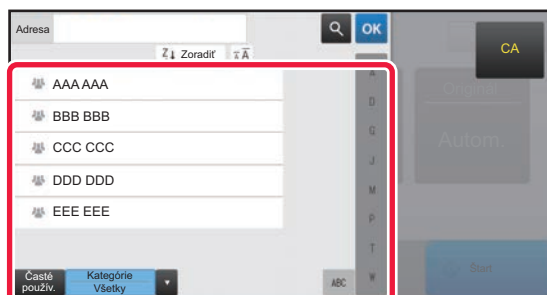 Adresa
OK
CA
Zoradiť
AAA AAA
BBB BBB
CCC CCC
DDD DDD
EEE EEE
A
D
G
J
M
P
T
W
Originál
Autom.
Časté
použív.
Kategórie
Všetky
ABC
Štart